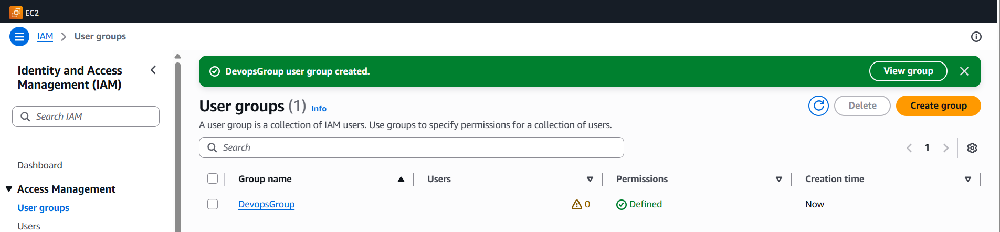 EC2
IAM > User groups
Identity and Access
Management (IAM)
Search IAM
Dashboard
Access Management
User groups
Users
DevopsGroup user group created.
View group
User groups (1) Info
Delete
Create group
A user group is a collection of IAM users. Use groups to specify permissions for a collection of users.
Search
1
Group name Users Permissions Creation time
DevopsGroup 0 Defined Now